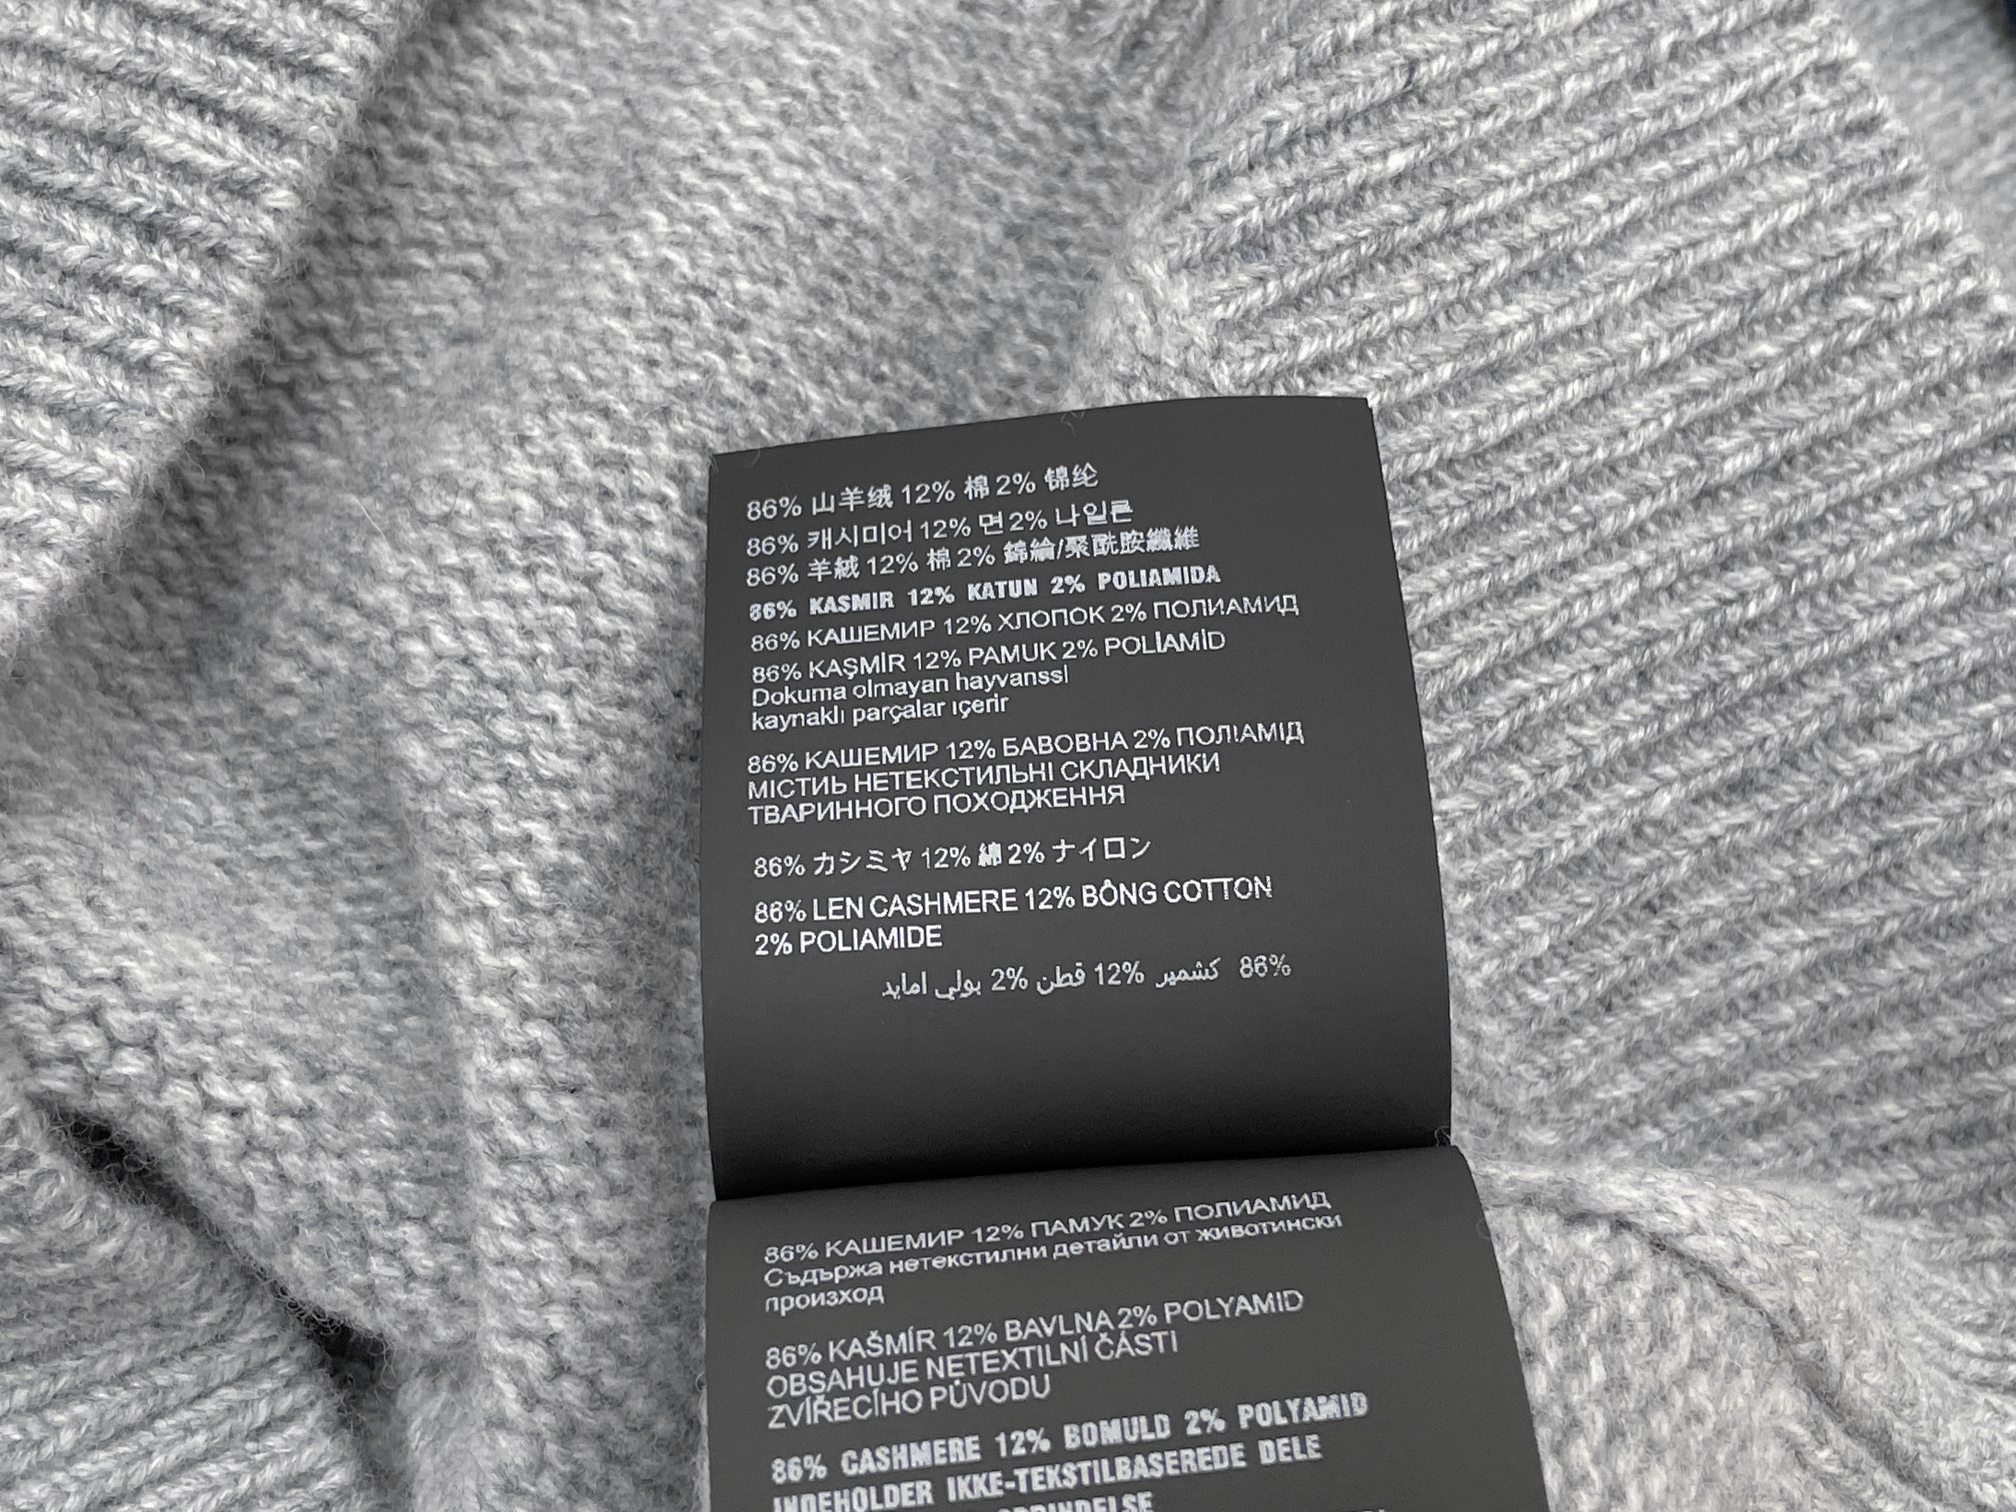 86% 山羊绒 12% 棉 2% 锦纶
86% 캐시미어 12% 면 2% 나일론
86% 羊絨 12% 棉 2% 錦綸/聚酰胺纖維
86% KASMIR 12% KATUN 2% POLIAMIDA
86% КАШЕМИР 12% ХЛОПОК 2% ПОЛИАМИД
86% KAŞMİR 12% PAMUK 2% POLİAMİD
Dokuma olmayan hayvanssl
kaynaklı parçalar ıçerir
86% КАШЕМИР 12% БАВОВНА 2% ПОЛІАМІД
МІСТИЬ НЕТЕКСТИЛЬНІ СКЛАДНИКИ
ТВАРИННОГО ПОХОДЖЕННЯ
86% カシミヤ 12% 綿 2% ナイロン
86% LEN CASHMERE 12% BÔNG COTTON
2% POLIAMIDE
86% كشمير 12% قطن 2% بولي امايد
86% КАШЕМИР 12% ПАМУК 2% ПОЛИАМИД
Съдържа нетекстилни детайли от животински
произход
86% KAŠMÍR 12% BAVLNA 2% POLYAMID
OBSAHUJE NETEXTILNÍ ČÁSTI
ZVÍŘECÍHO PŮVODU
86% CASHMERE 12% BOMULD 2% POLYAMID
INDEHOLDER IKKE-TEKSTILBASEREDE DELE